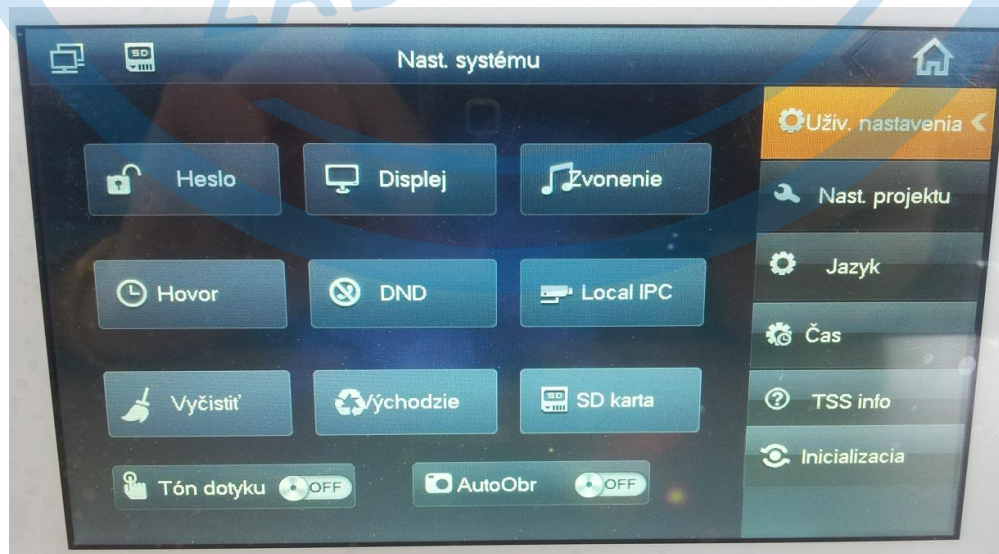 Nast. systému
Uživ. nastavenia
Heslo
Displej
Zvonenie
Nast. projektu
Hovor
DND
Local IPC
Jazyk
Čas
Vyčistiť
Východzie
SD karta
TSS info
Inicializacia
Tón dotyku OFF
AutoObr OFF